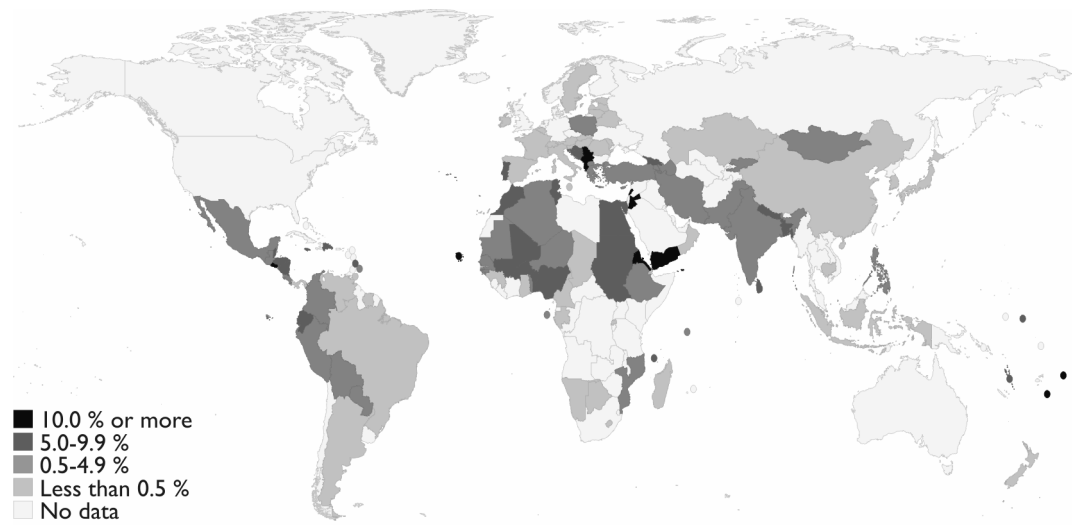 10.0 % or more
5.0-9.9 %
0.5-4.9 %
Less than 0.5 %
No data